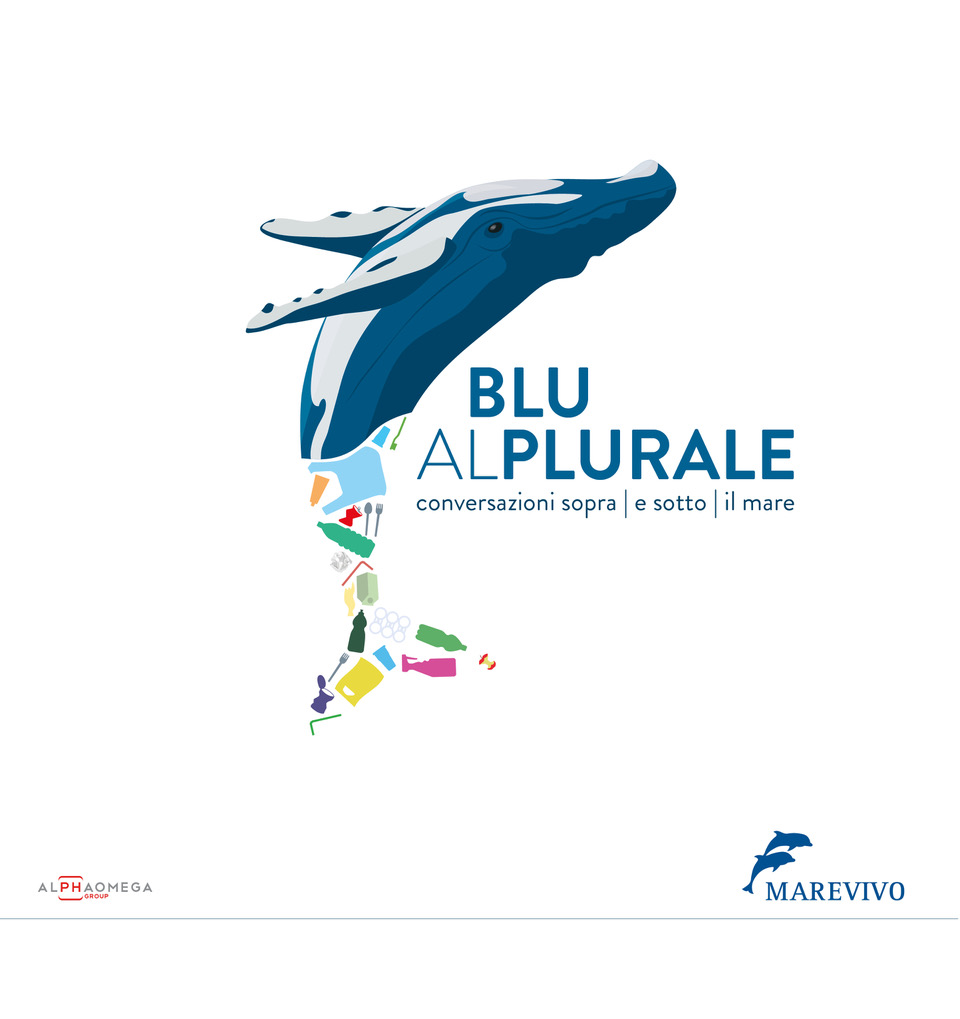 BLU
ALPLURALE
conversazioni sopra | e sotto | il mare
ALPHAOMEGA
GROUP
MAREVIVO